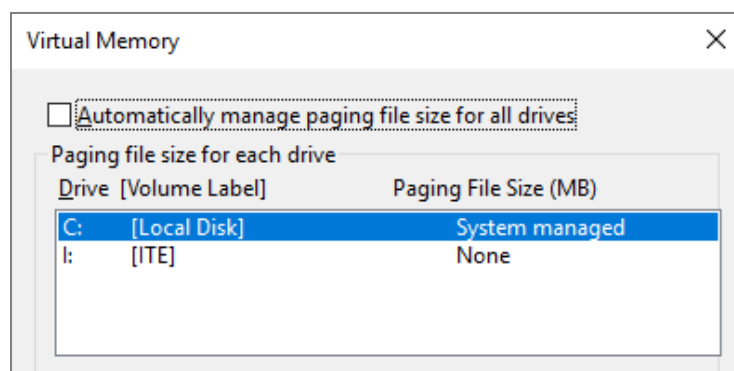 Virtual Memory
Automatically manage paging file size for all drives
Paging file size for each drive
Drive [Volume Label] Paging File Size (MB)
C: [Local Disk] System managed
I: [ITE] None